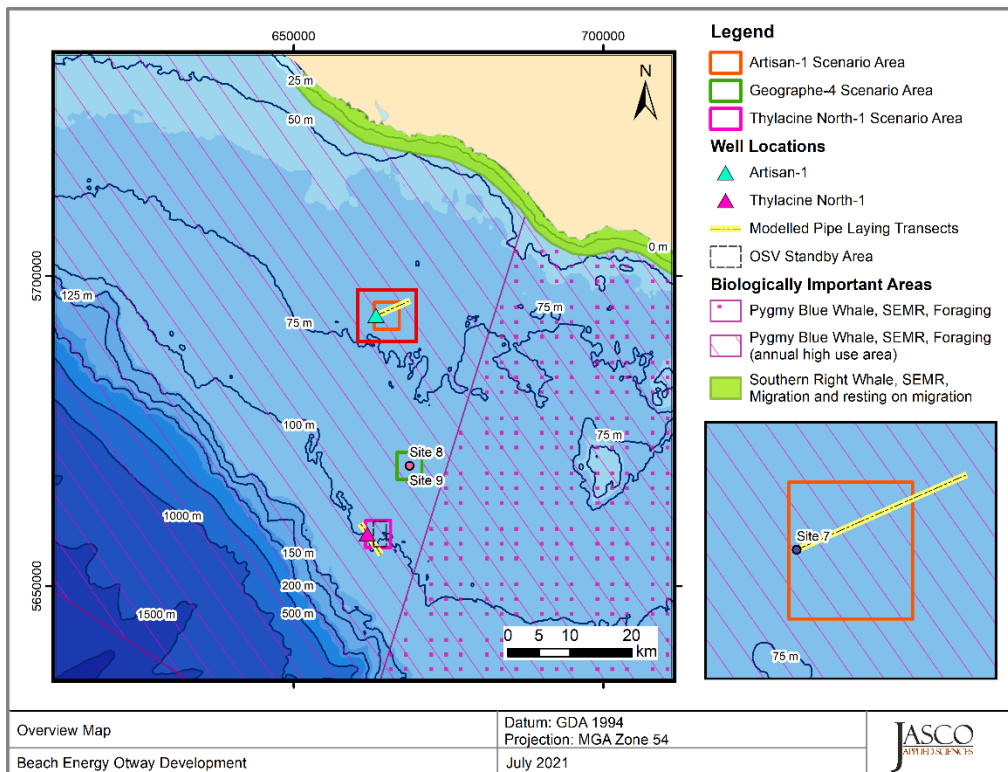 650000
700000
25 m
50 m
N
0 m
5700000
125 m
75 m
75 m
100 m
75 m
Site 8
Site 9
1000 m
150 m
5650000
200 m
1500 m
500 m
0 5 10 20
km
Legend
Artisan-1 Scenario Area
Geographe-4 Scenario Area
Thylacine North-1 Scenario Area
Well Locations
Artisan-1
Thylacine North-1
Modelled Pipe Laying Transects
OSV Standby Area
Biologically Important Areas
Pygmy Blue Whale, SEMR, Foraging
Pygmy Blue Whale, SEMR, Foraging
(annual high use area)
Southern Right Whale, SEMR,
Migration and resting on migration
Site 7
75 m
Overview Map
Datum: GDA 1994
Projection: MGA Zone 54
Beach Energy Otway Development
July 2021
JASCO
APPLIED SCIENCES